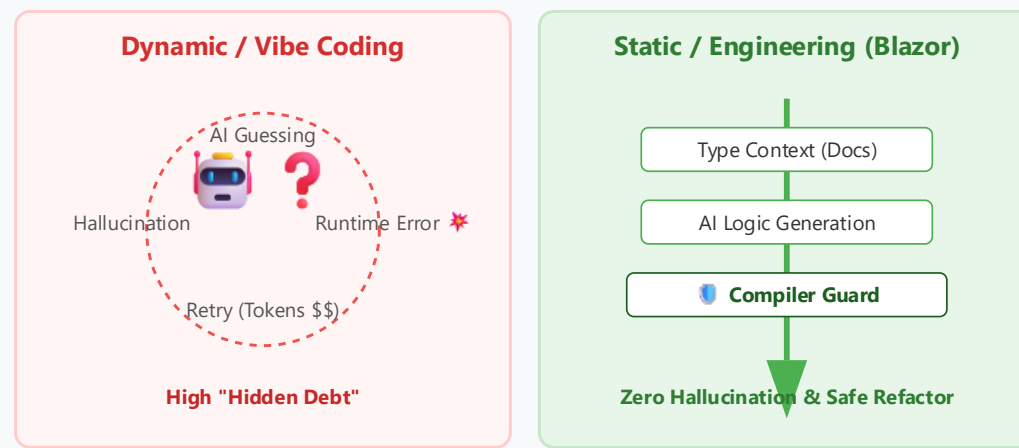 Dynamic / Vibe Coding
AI Guessing
Hallucination
Runtime Error
Retry (Tokens $$)
High "Hidden Debt"
Static / Engineering (Blazor)
Type Context (Docs)
AI Logic Generation
Compiler Guard
Zero Hallucination & Safe Refactor